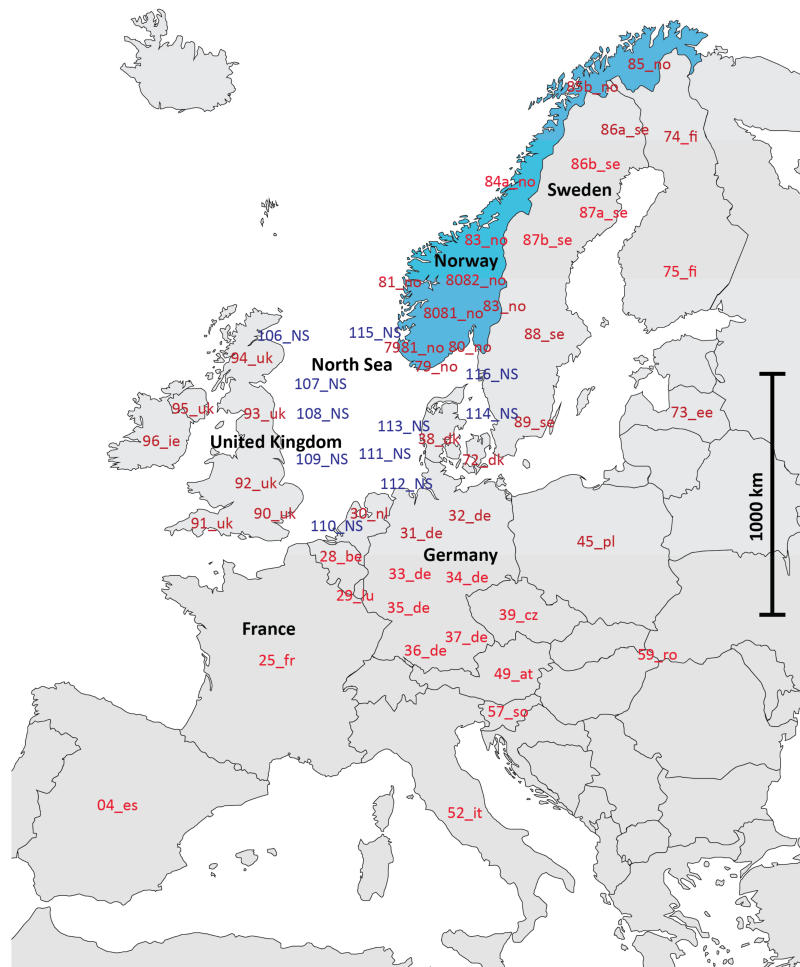 85_no
85b_no
86a_se
74_fi
86b_se
84a_no
Sweden
87a_se
83_no
87b_se
Norway
75_fi
81_no
8082_no
83_no
8081_no
106_NS
115_NS
88_se
94_uk
7981_no
80_no
North Sea
79_no
116_NS
107_NS
95_uk
93_uk
108_NS
114_NS
73_ee
89_se
113_NS
96_ie
United Kingdom
38_dk
111_NS
109_NS
72_dk
92_uk
112_NS
90_uk
30_nl
32_de
91_uk
110_NS
31_de
1000 km
45_pl
28_be
Germany
33_de
34_de
29_lu
35_de
39_cz
France
37_de
36_de
59_ro
25_fr
49_at
57_so
04_es
52_it